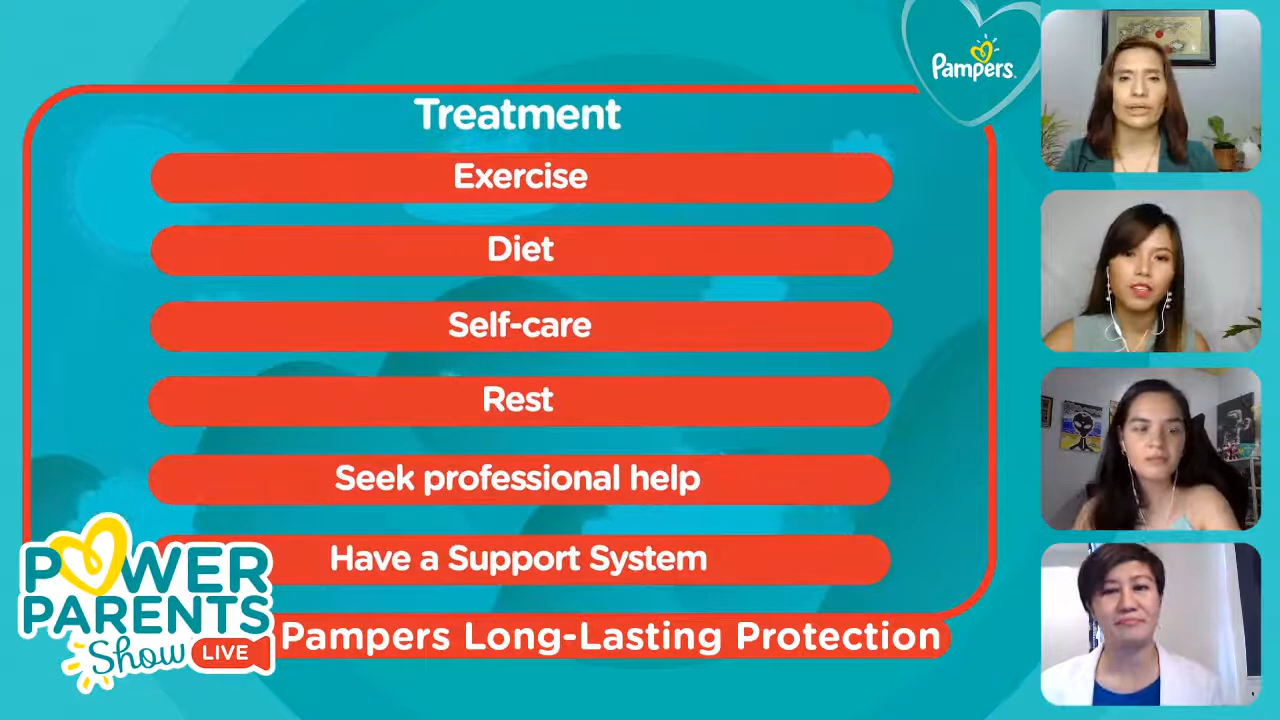 Pampers
Treatment
Exercise
Diet
Self-care
Rest
Seek professional help
Have a Support System
POWER
PARENTS
Show LIVE
Pampers Long-Lasting Protection